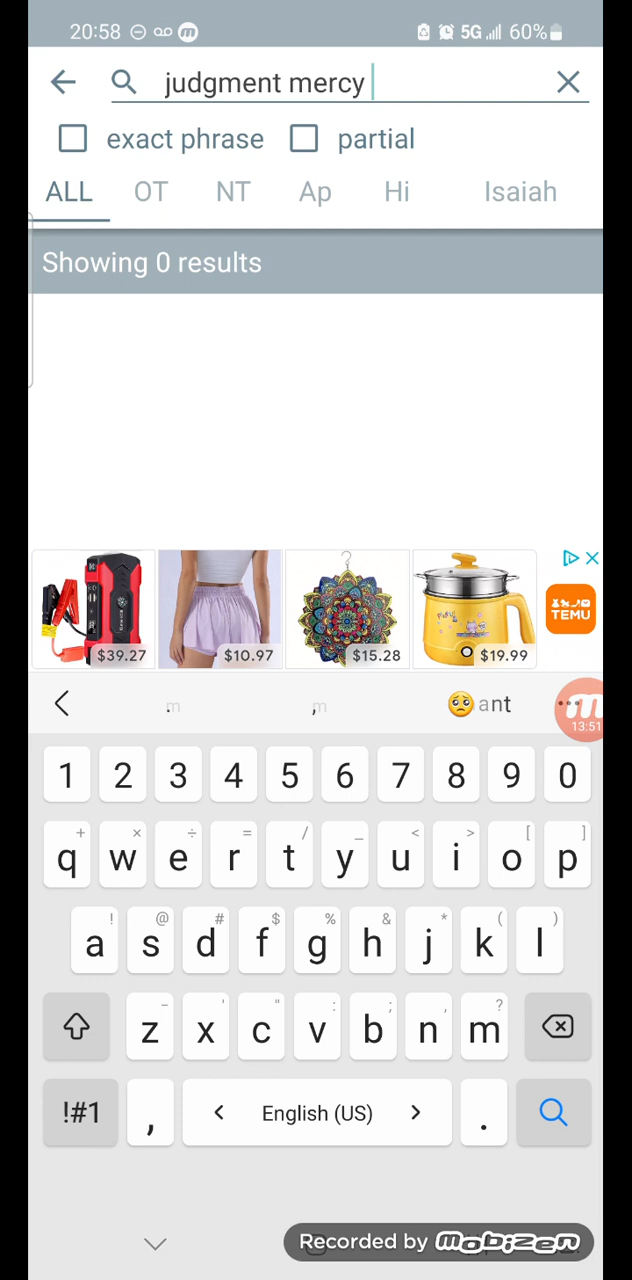 20:58 5G 60%
judgment mercy
exact phrase partial
ALL OT NT Ap Hi Isaiah
Showing 0 results
$39.27 $10.97 $15.28 $19.99 TEMU
. , ant
13:51
1 2 3 4 5 6 7 8 9 0
+ × ÷ = / _ < > [ ]
q w e r t y u i o p
! @ # $ % & * ( )
a s d f g h j k l
- ' " : ; , ?
z x c v b n m
!#1 , < English (US) > .
Recorded by mobizen